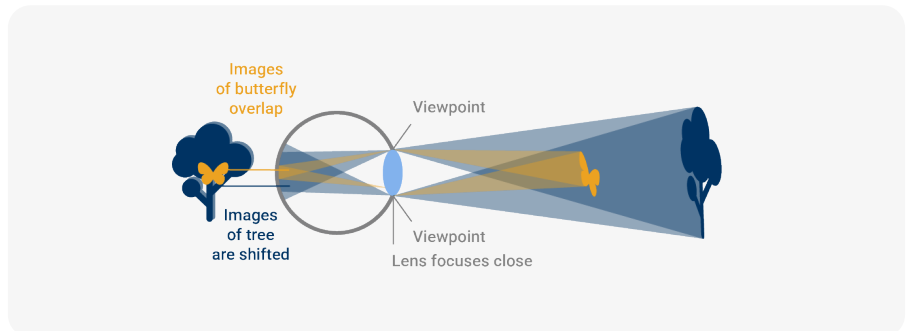 Images
of butterfly
overlap
Viewpoint
Images
of tree
are shifted
Viewpoint
Lens focuses close